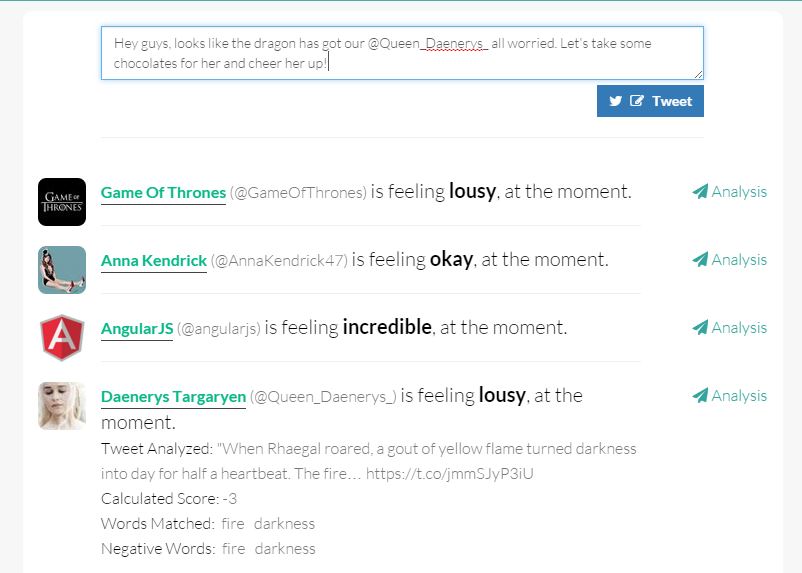 Hey guys, looks like the dragon has got our @Queen_Daenerys_ all worried. Let's take some
chocolates for her and cheer her up!
Tweet
GAME OF
THRONES
Game Of Thrones (@GameOfThrones) is feeling lousy, at the moment.
Analysis
Anna Kendrick (@AnnaKendrick47) is feeling okay, at the moment.
Analysis
A
AngularJS (@angularjs) is feeling incredible, at the moment.
Analysis
Daenerys Targaryen (@Queen_Daenerys_) is feeling lousy, at the
moment.
Analysis
Tweet Analyzed: "When Rhaegal roared, a gout of yellow flame turned darkness
into day for half a heartbeat. The fire… https://t.co/jmmSJyP3iU
Calculated Score: -3
Words Matched: fire darkness
Negative Words: fire darkness